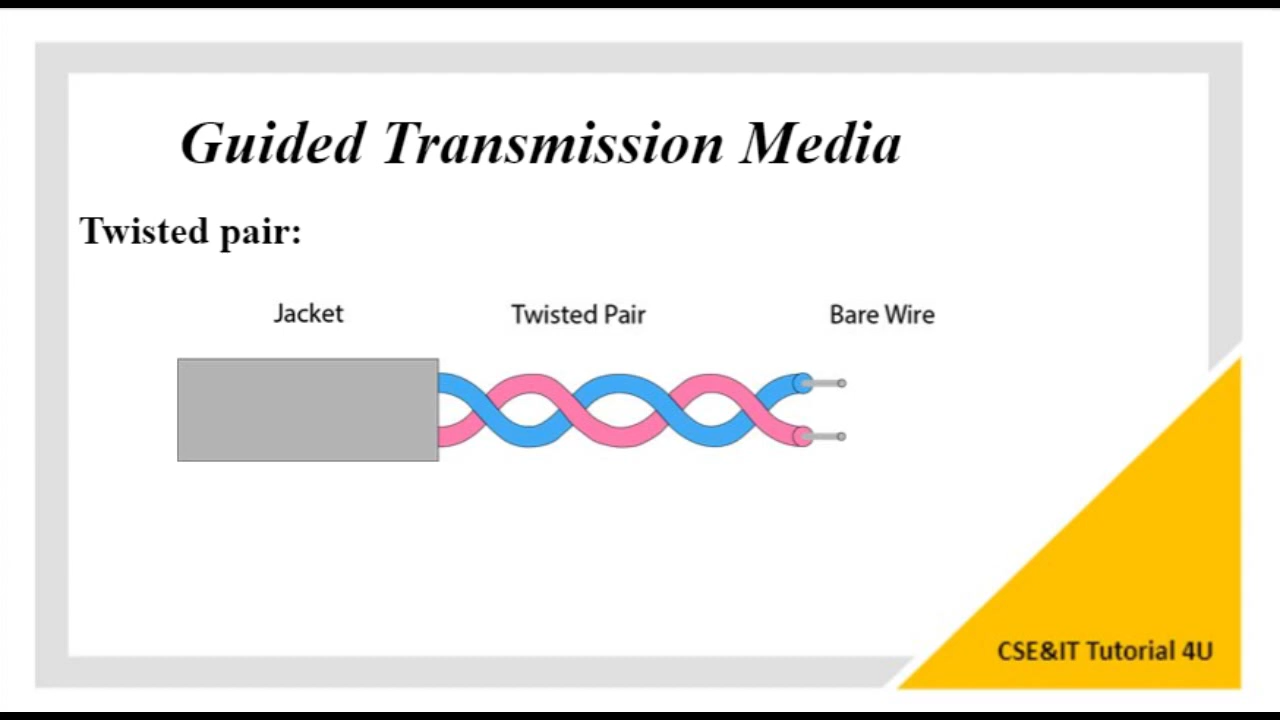 Guided Transmission Media
Twisted pair:
Jacket Twisted Pair Bare Wire
CSE&IT Tutorial 4U